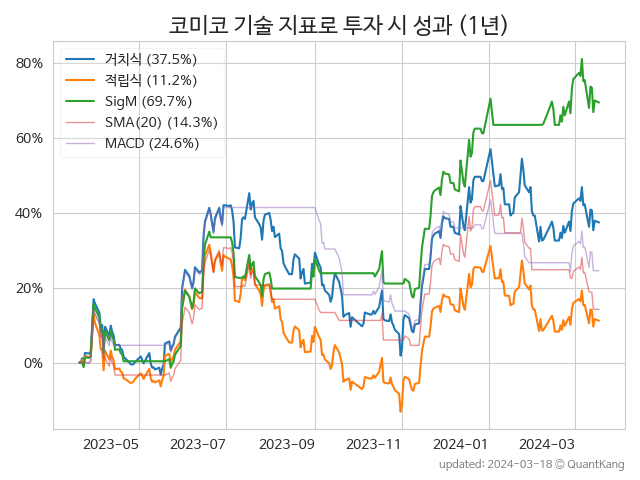 코미코 기술 지표로 투자 시 성과 (1년)
거치식 (37.5%)
적립식 (11.2%)
SigM (69.7%)
SMA(20) (14.3%)
MACD (24.6%)
80%
60%
40%
20%
0%
2023-05 2023-07 2023-09 2023-11 2024-01 2024-03
updated: 2024-03-18 © QuantKang